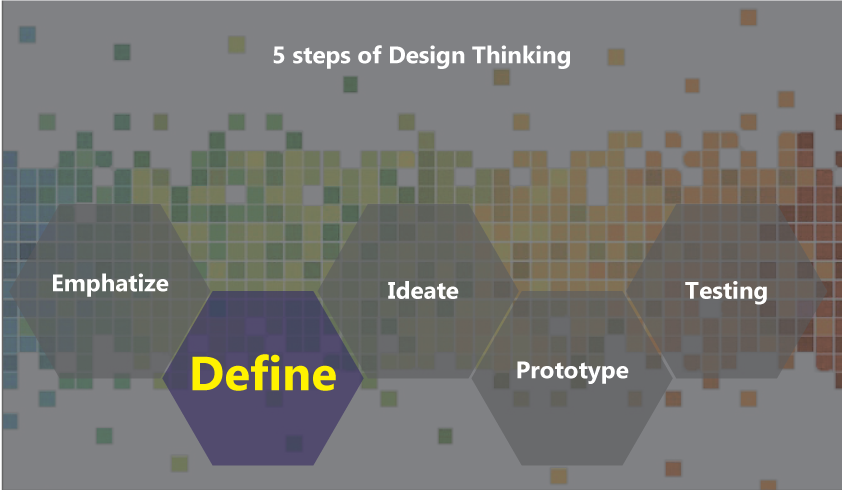 5 steps of Design Thinking
Emphatize
Define
Ideate
Prototype
Testing